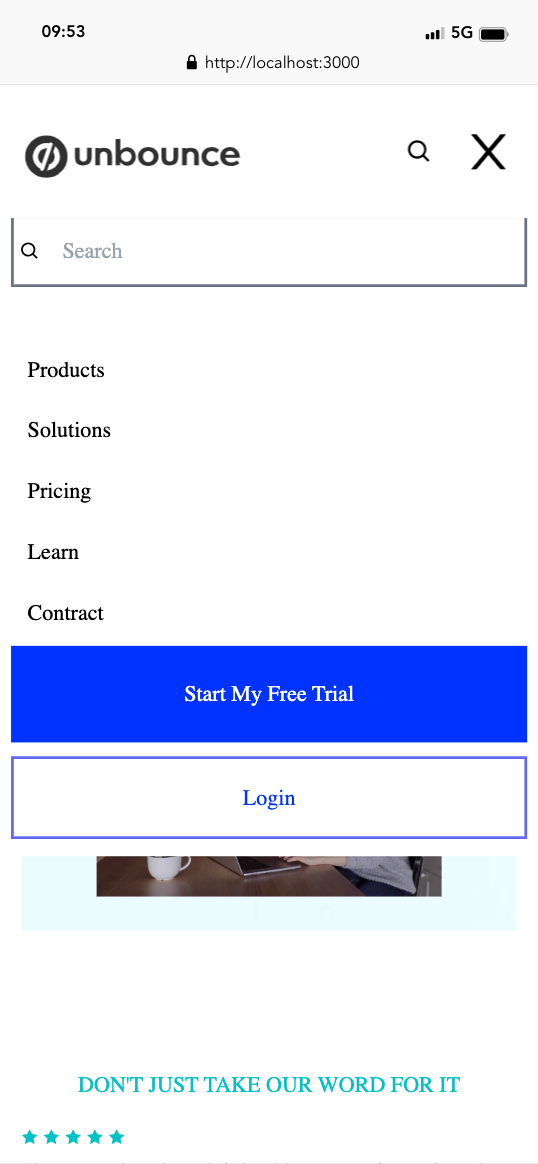 09:53
5G
http://localhost:3000
unbounce
Search
Products
Solutions
Pricing
Learn
Contract
Start My Free Trial
Login
DON'T JUST TAKE OUR WORD FOR IT